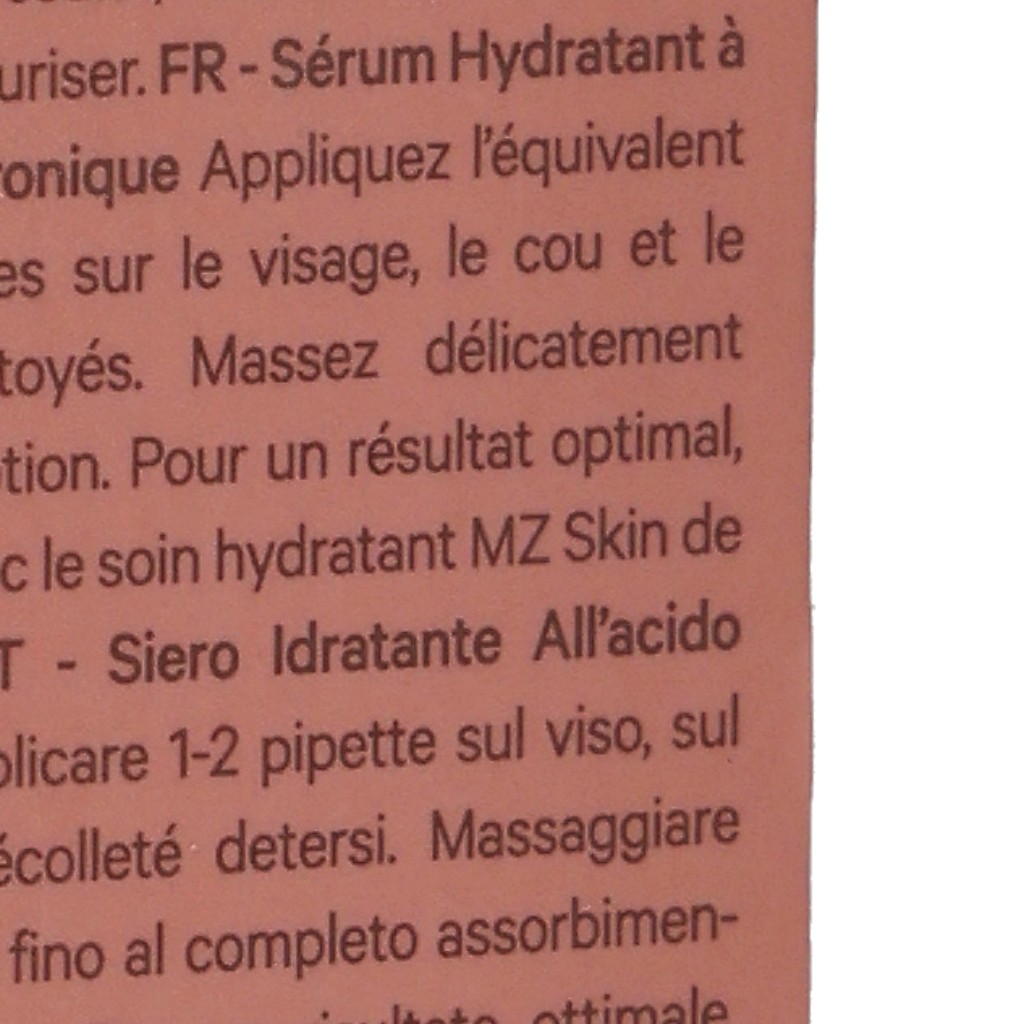 uriser. FR - Sérum Hydratant à
ronique Appliquez l’équivalent
es sur le visage, le cou et le
toyés. Massez délicatement
tion. Pour un résultat optimal,
c le soin hydratant MZ Skin de
T - Siero Idratante All’acido
plicare 1-2 pipette sul viso, sul
écolleté detersi. Massaggiare
fino al completo assorbimen-
risultato ottimale